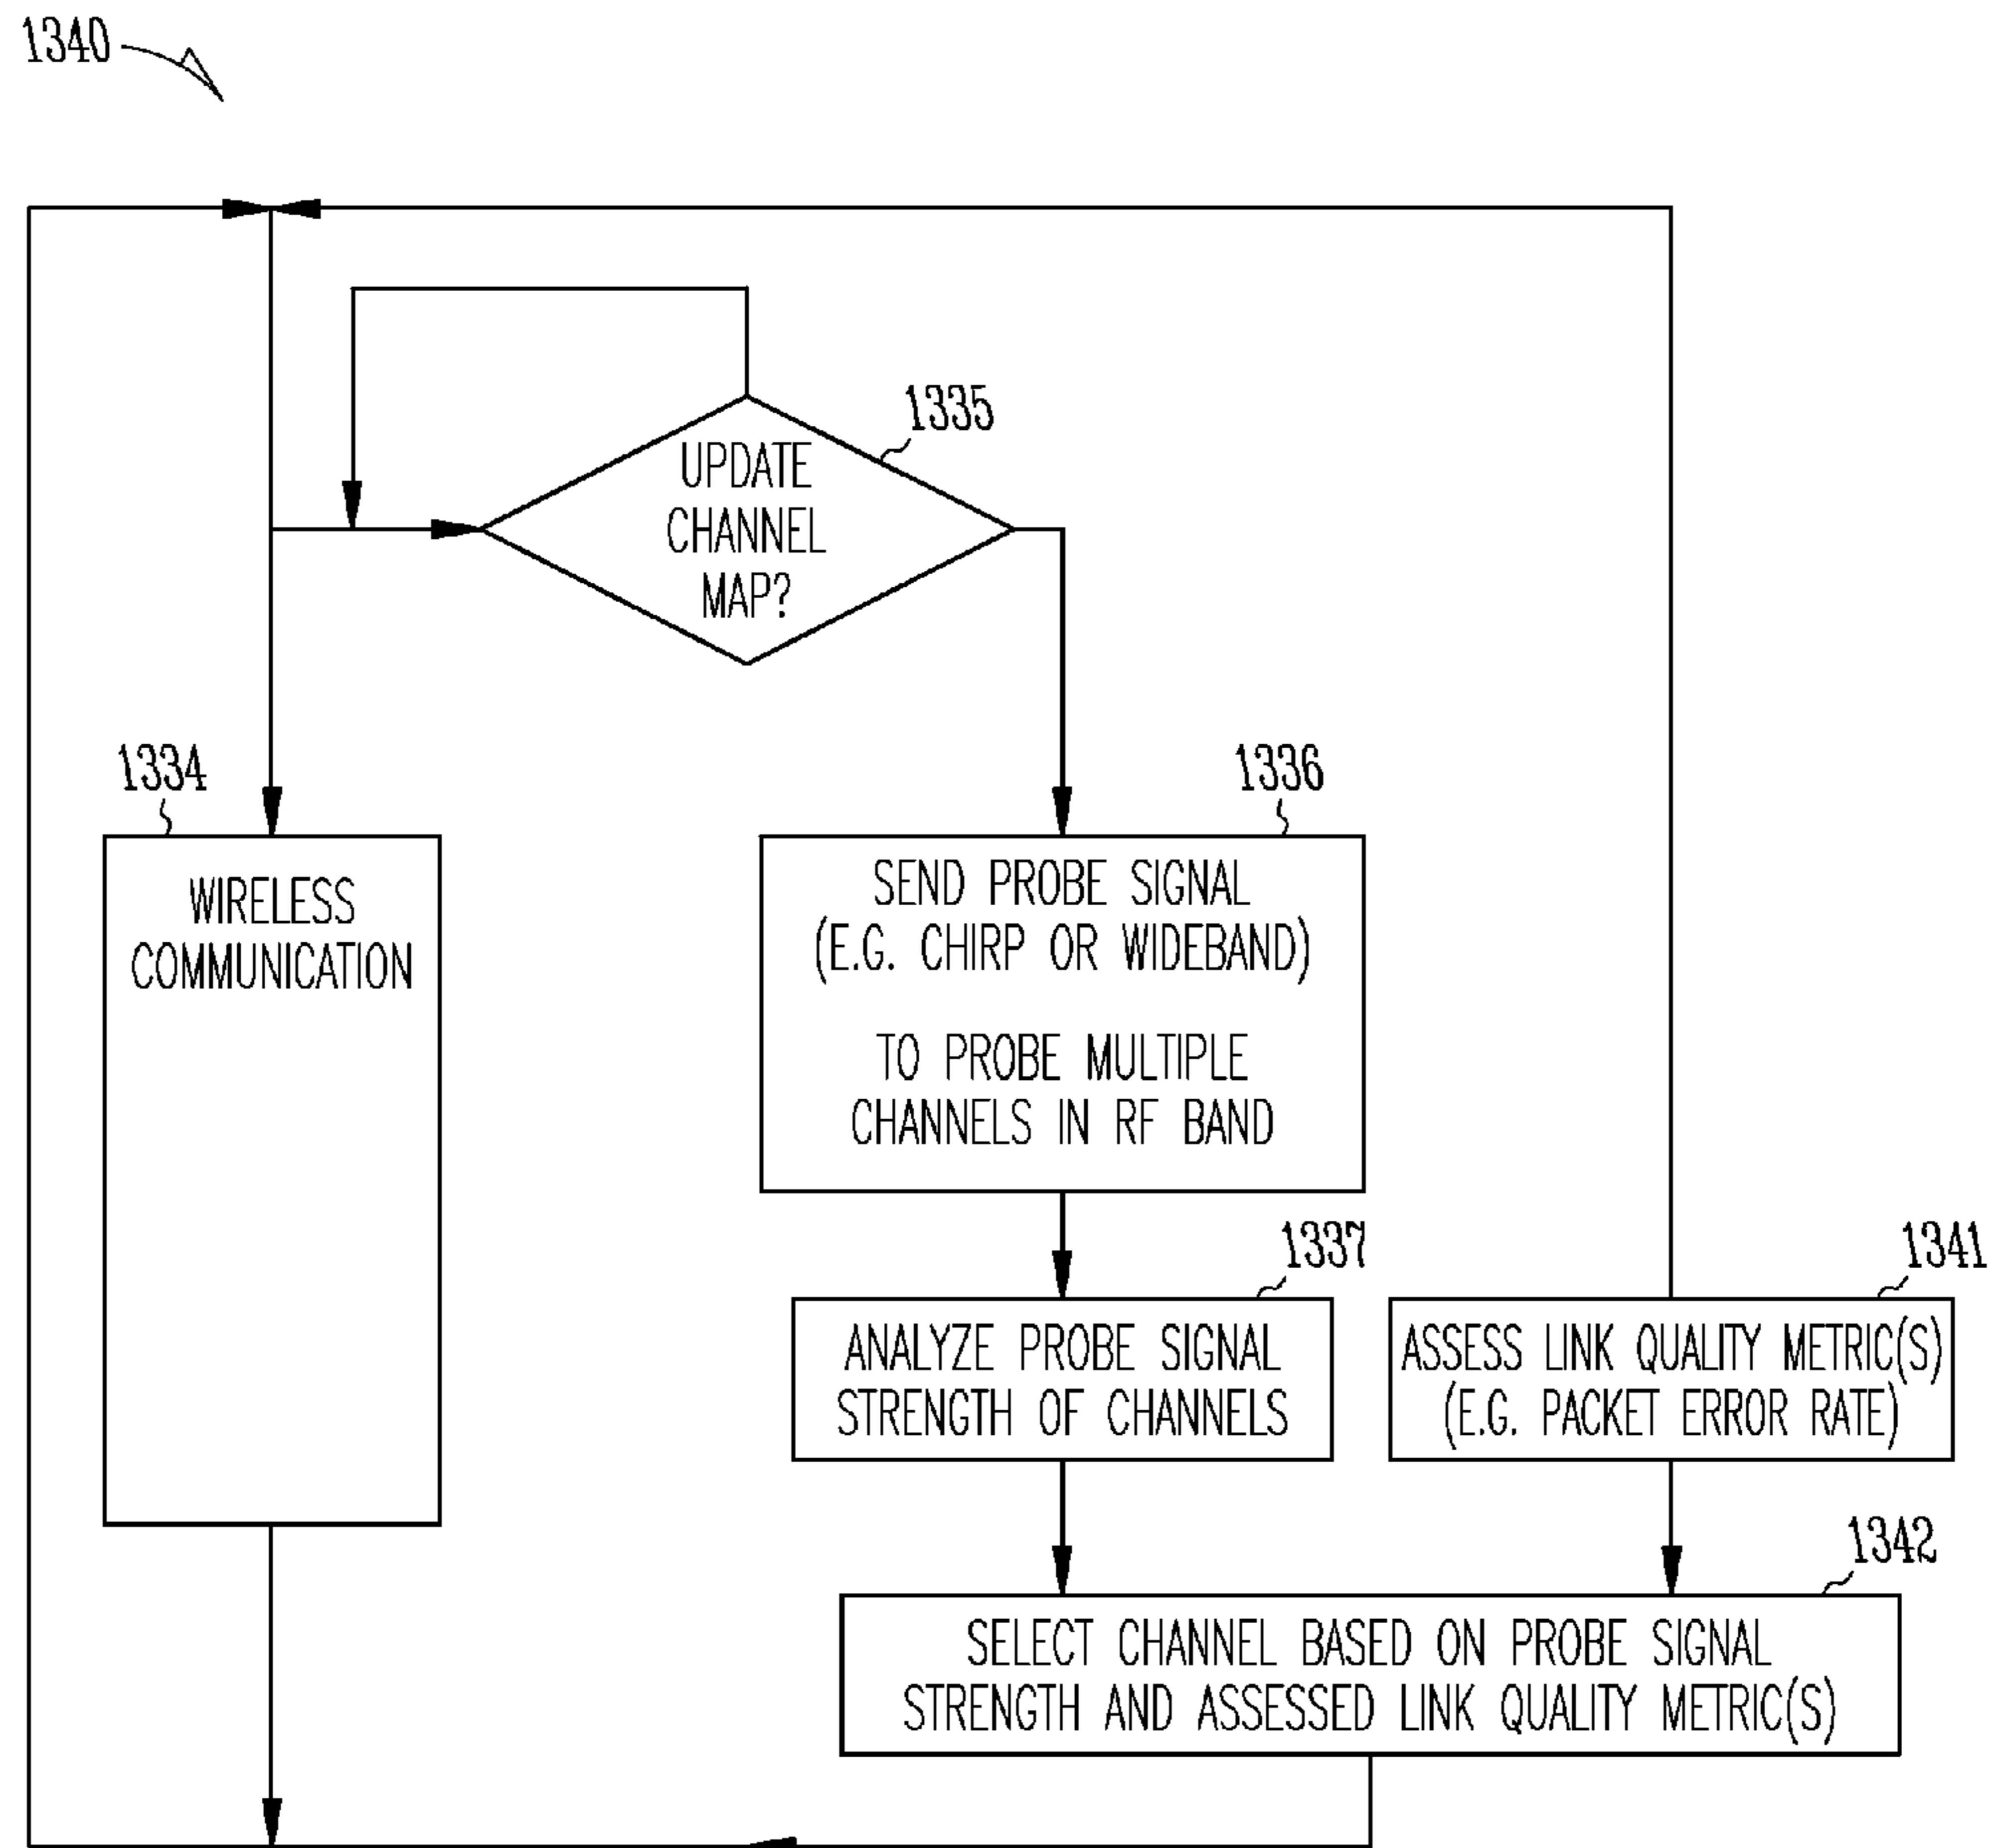 1340
1335
UPDATE
CHANNEL
MAP?
1334
WIRELESS
COMMUNICATION
1336
SEND PROBE SIGNAL
(E.G. CHIRP OR WIDEBAND)
TO PROBE MULTIPLE
CHANNELS IN RF BAND
1337
ANALYZE PROBE SIGNAL
STRENGTH OF CHANNELS
1341
ASSESS LINK QUALITY METRIC(S)
(E.G. PACKET ERROR RATE)
1342
SELECT CHANNEL BASED ON PROBE SIGNAL
STRENGTH AND ASSESSED LINK QUALITY METRIC(S)